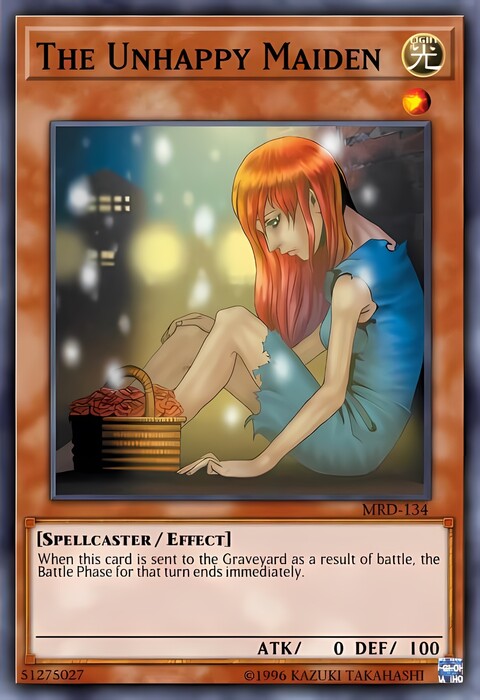 THE UNHAPPY MAIDEN
光
MRD-134
[SPELLCASTER / EFFECT]
When this card is sent to the Graveyard as a result of battle, the
Battle Phase for that turn ends immediately.
ATK/ 0 DEF/ 100
51275027 ©1996 KAZUKI TAKAHASHI